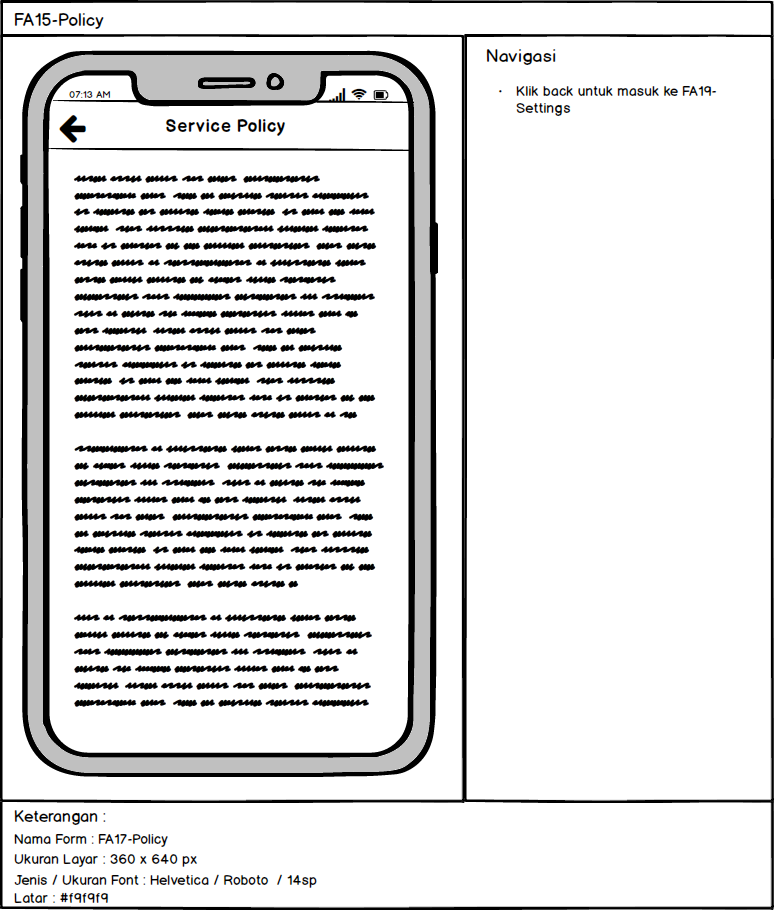 FA15-Policy
07:13 AM
Service Policy
Navigasi
· Klik back untuk masuk ke FA19-
Settings
Keterangan :
Nama Form : FA17-Policy
Ukuran Layar : 360 x 640 px
Jenis / Ukuran Font : Helvetica / Roboto / 14sp
Latar : #f9f9f9